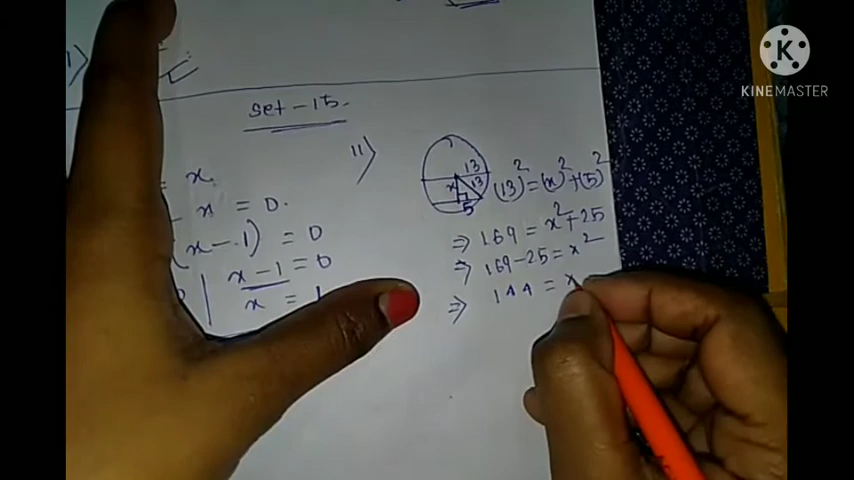 K
KINEMASTER
set-15.
= x
x = 0.
(x-1) = 0
x-1 = 0
x = 1
11)
13
13
x
5
(13)² = (x)² + (5)²
⇒ 169 = x² + 25
⇒ 169-25 = x²
⇒ 144 = x